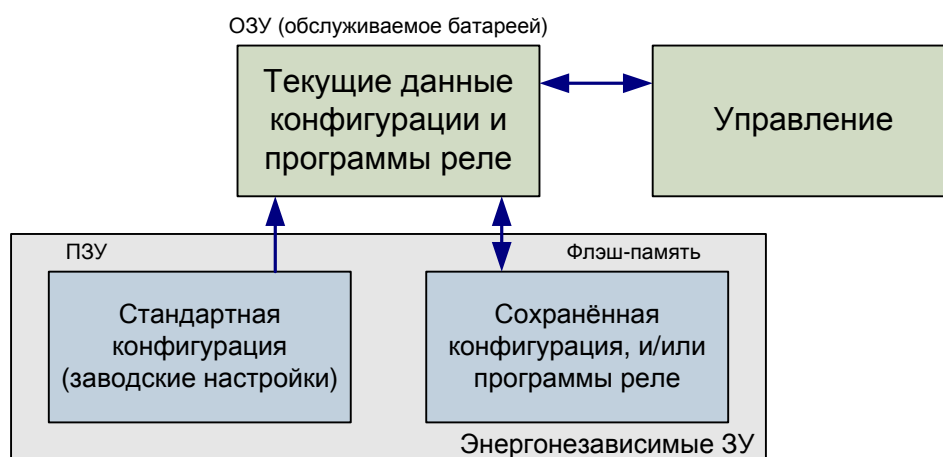 ОЗУ (обслуживаемое батареей)
Текущие данные
конфигурации и
программы реле
Управление
ПЗУ
Флэш-память
Стандартная
конфигурация
(заводские настройки)
Сохранённая
конфигурация, и/или
программы реле
Энергонезависимые ЗУ